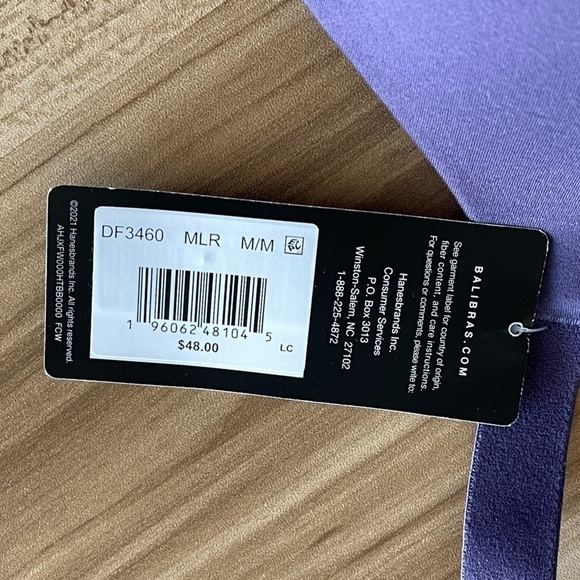 DF3460 MLR M/M
1 96062 48104 5
$48.00
LC
BALIBRAS.COM
See garment label for country of origin,
fiber content, and care instructions.
For questions or comments, please write to:
Hanesbrands Inc.
Consumer Services
P.O. Box 3013
Winston-Salem, NC 27102
1-888-225-4872
©2021 Hanesbrands Inc. All rights reserved.
AHJXFW00DHTBB0000 FCW